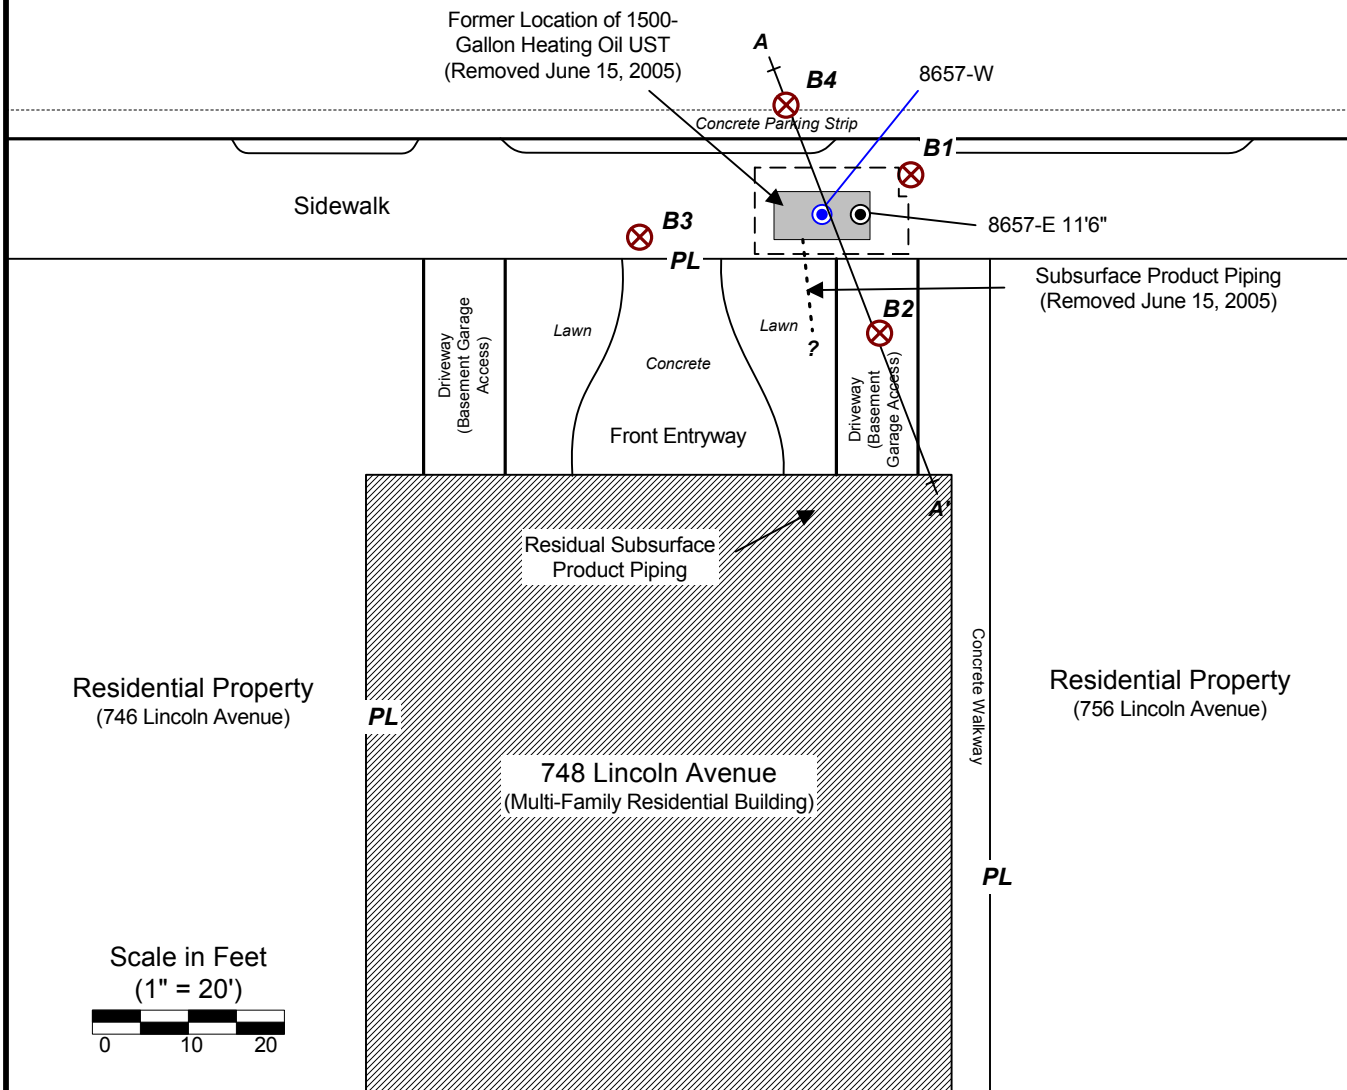 Former Location of 1500-
Gallon Heating Oil UST
(Removed June 15, 2005)
A
B4
8657-W
Concrete Parking Strip
B1
Sidewalk
B3
8657-E 11'6"
PL
Subsurface Product Piping
(Removed June 15, 2005)
B2
Lawn
Lawn
?
Concrete
Driveway
(Basement Garage
Access)
Front Entryway
Driveway
(Basement
Garage Access)
A'
Residual Subsurface
Product Piping
Concrete Walkway
Residential Property
(746 Lincoln Avenue)
PL
Residential Property
(756 Lincoln Avenue)
748 Lincoln Avenue
(Multi-Family Residential Building)
PL
Scale in Feet
(1" = 20')
0 10 20